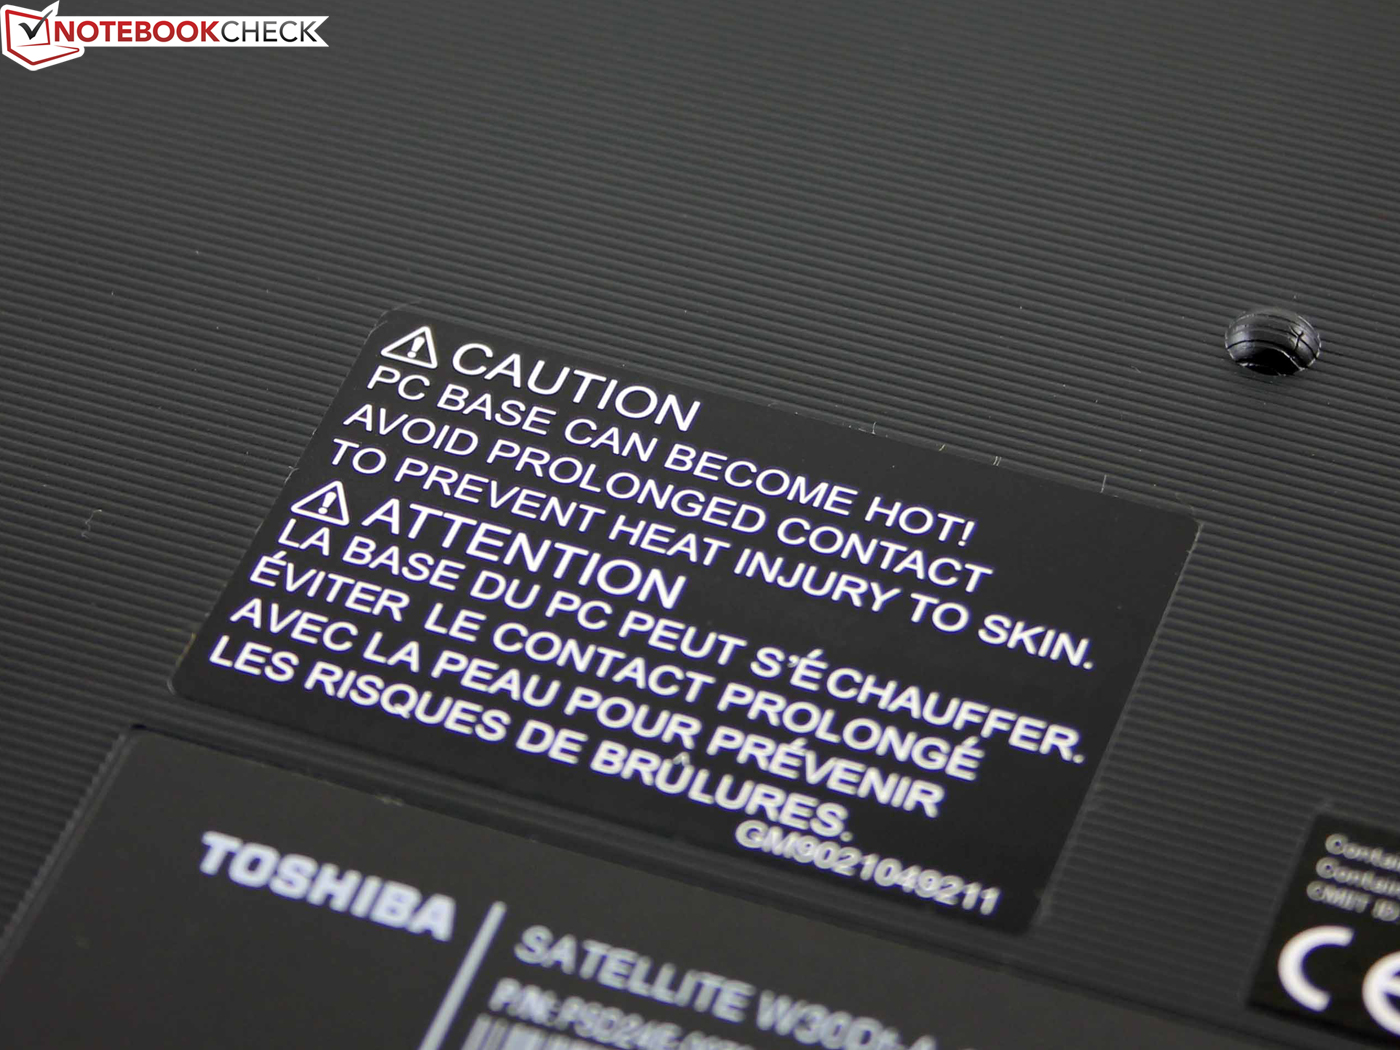 NOTEBOOKCHECK
CAUTION
PC BASE CAN BECOME HOT!
AVOID PROLONGED CONTACT
TO PREVENT HEAT INJURY TO SKIN.
ATTENTION
LA BASE DU PC PEUT S'ÉCHAUFFER.
ÉVITER LE CONTACT PROLONGÉ
AVEC LA PEAU POUR PRÉVENIR
LES RISQUES DE BRÛLURES.
GM9021049211
TOSHIBA
SATELLITE W30Dt-A
P/N:
CE